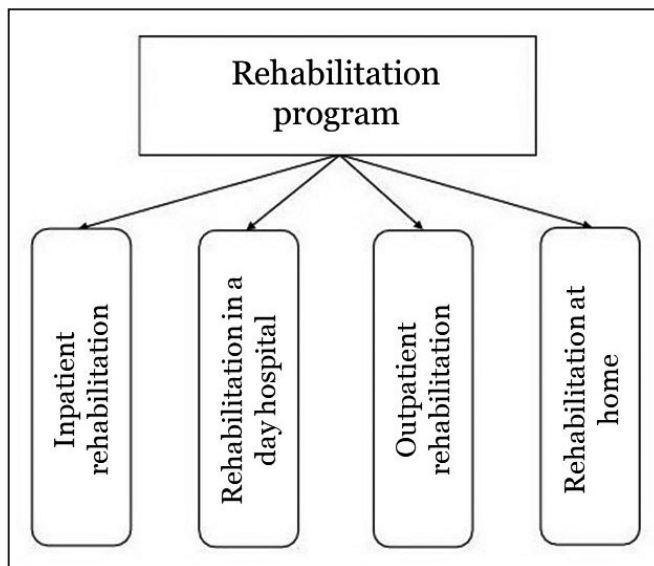 Rehabilitation
program
Inpatient
rehabilitation
Rehabilitation in a
day hospital
Outpatient
rehabilitation
Rehabilitation at
home